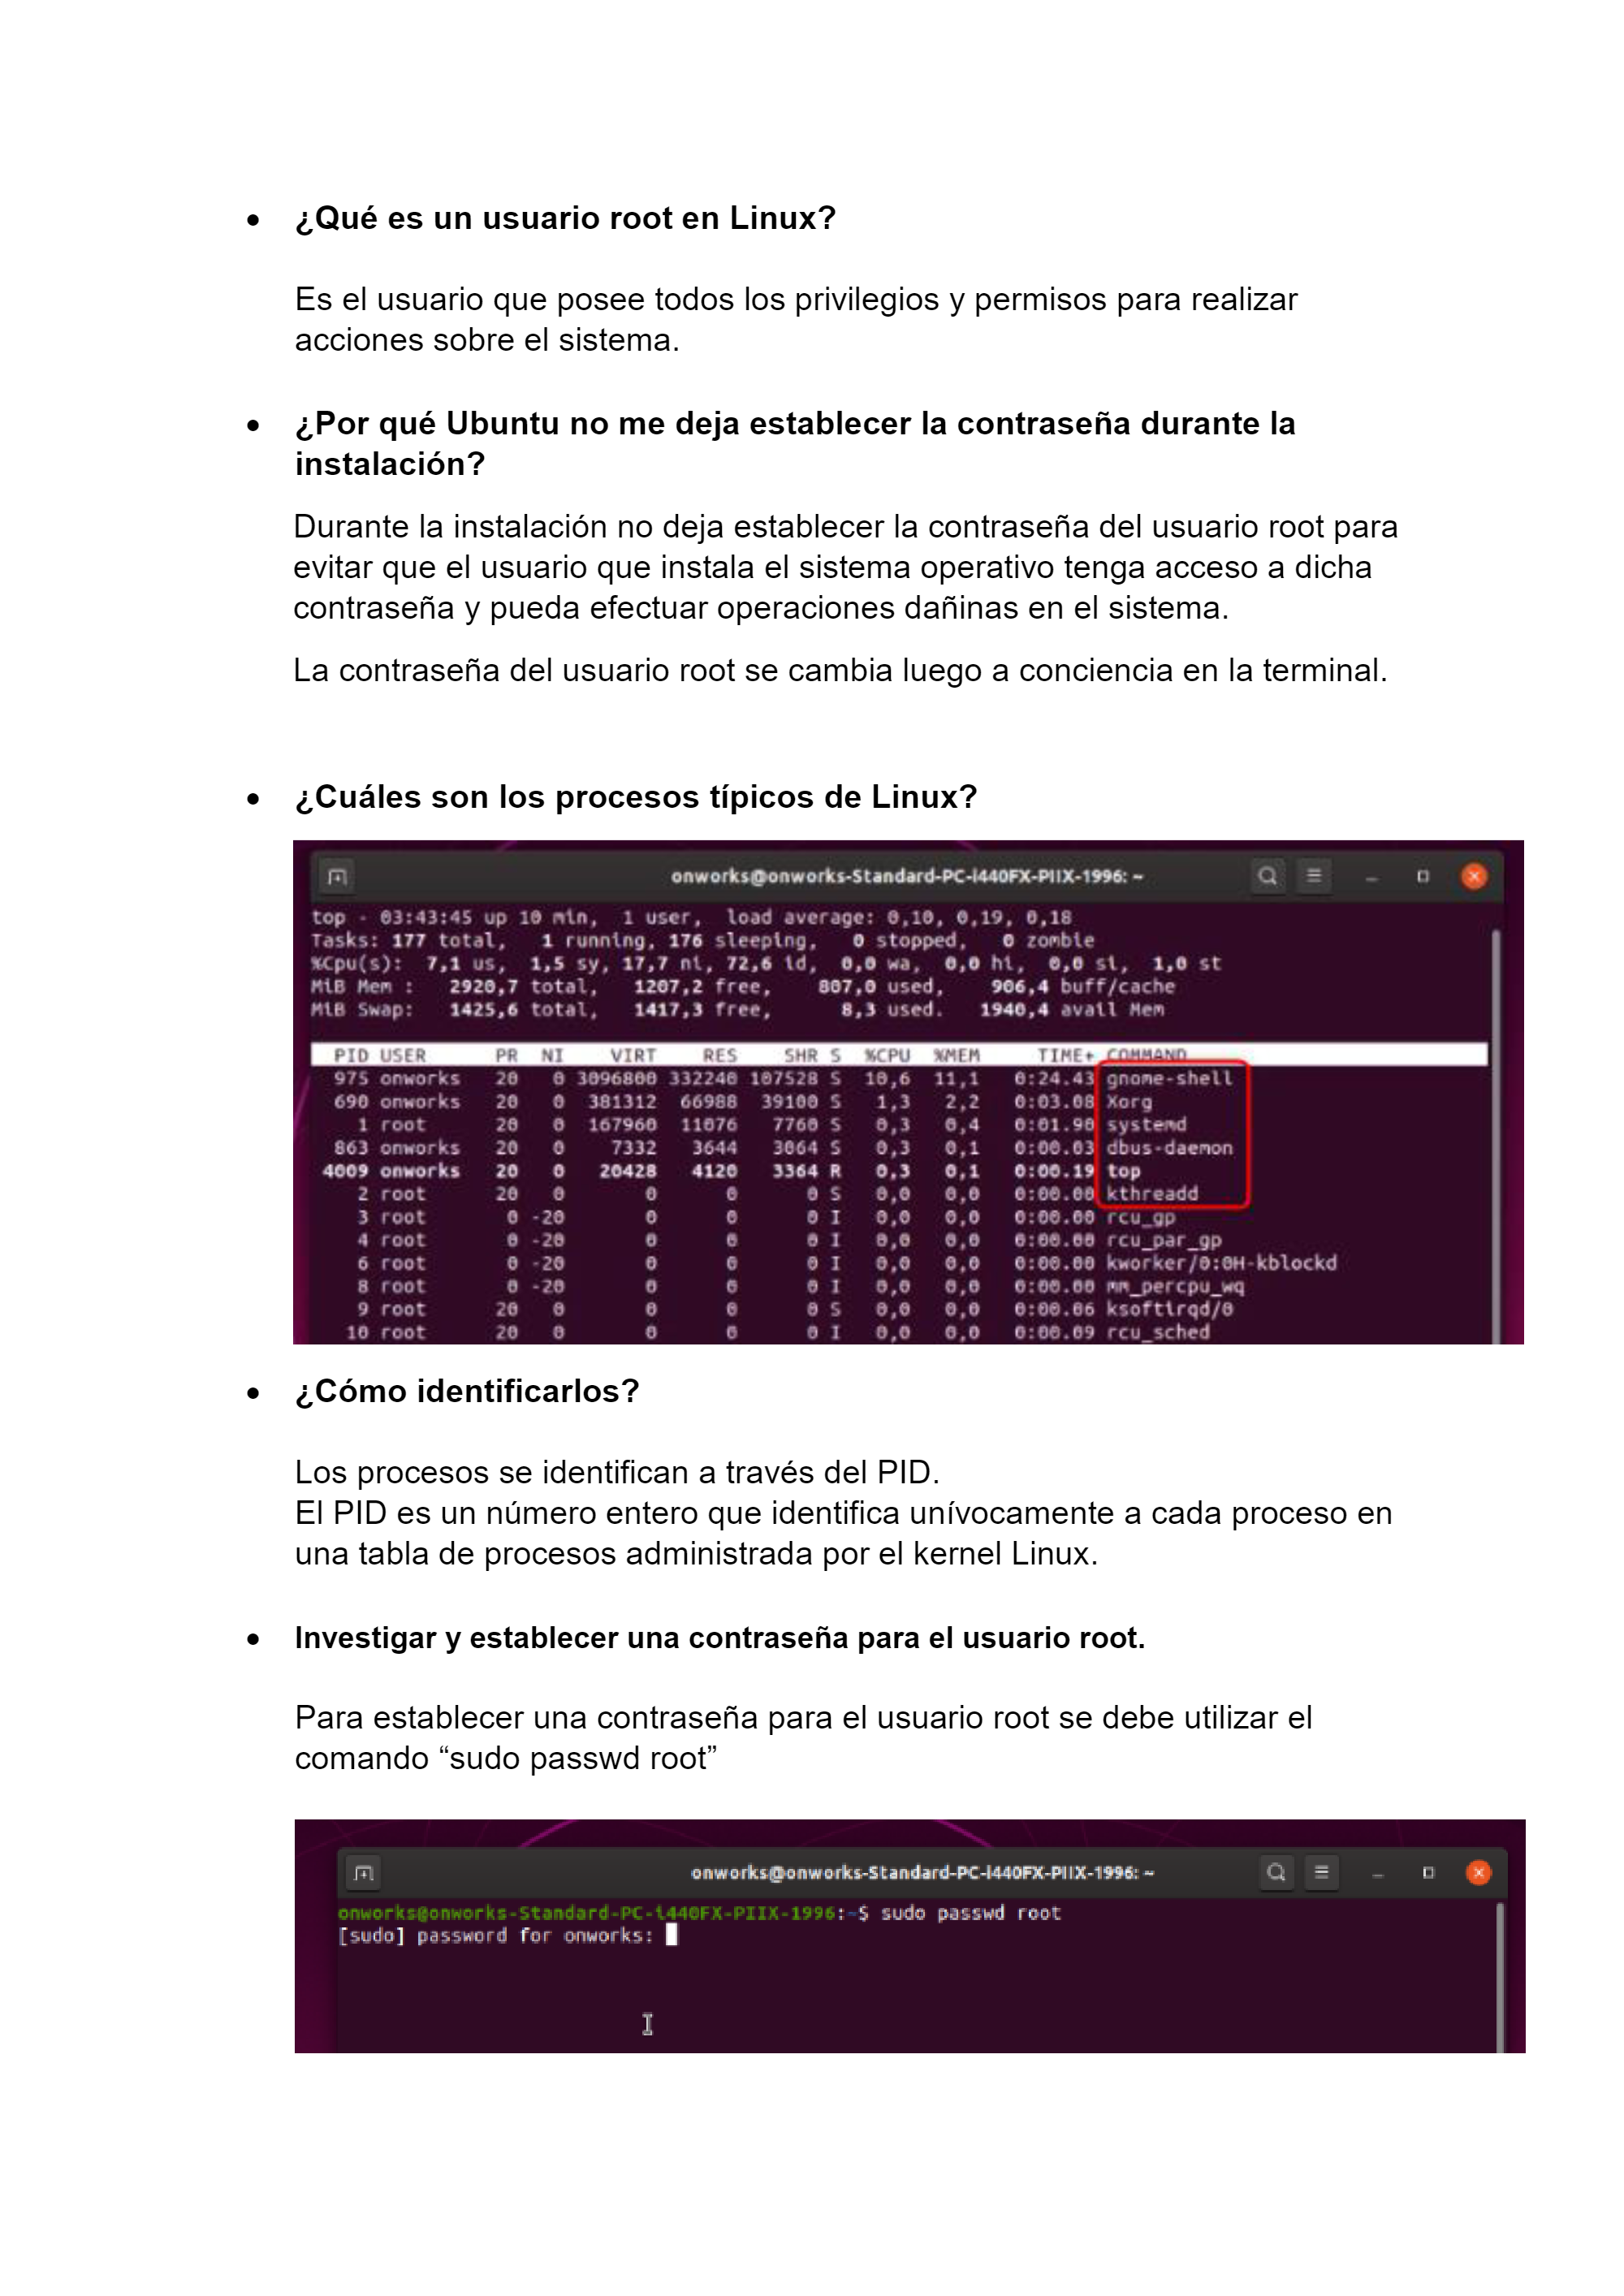 ¿Qué es un usuario root en Linux?
Es el usuario que posee todos los privilegios y permisos para realizar
acciones sobre el sistema.
¿Por qué Ubuntu no me deja establecer la contraseña durante la
instalación?
Durante la instalación no deja establecer la contraseña del usuario root para
evitar que el usuario que instala el sistema operativo tenga acceso a dicha
contraseña y pueda efectuar operaciones dañinas en el sistema.
La contraseña del usuario root se cambia luego a conciencia en la terminal.
¿Cuáles son los procesos típicos de Linux?
onworks@onworks-Standard-PC-i440FX-PIIX-1996: ~
top - 03:43:45 up 10 min, 1 user, load average: 0,10, 0,19, 0,18
Tasks: 177 total, 1 running, 176 sleeping, 0 stopped, 0 zombie
%Cpu(s): 7,1 us, 1,5 sy, 17,7 ni, 72,6 id, 0,0 wa, 0,0 hi, 0,0 si, 1,0 st
MiB Mem : 2920,7 total, 1207,2 free, 807,0 used, 906,4 buff/cache
MiB Swap: 1425,6 total, 1417,3 free, 8,3 used. 1940,4 avail Mem
PID USER PR NI VIRT RES SHR S %CPU %MEM TIME+ COMMAND
975 onworks 20 0 3096800 332240 107528 S 10,6 11,1 0:24.43 gnome-shell
690 onworks 20 0 381312 66988 39100 S 1,3 2,2 0:03.08 Xorg
1 root 20 0 167960 11076 7760 S 0,3 0,4 0:01.90 systemd
863 onworks 20 0 7332 3644 3064 S 0,3 0,1 0:00.03 dbus-daemon
4009 onworks 20 0 20428 4120 3364 R 0,3 0,1 0:00.19 top
2 root 20 0 0 0 0 S 0,0 0,0 0:00.00 kthreadd
3 root 0 -20 0 0 0 I 0,0 0,0 0:00.00 rcu_gp
4 root 0 -20 0 0 0 I 0,0 0,0 0:00.00 rcu_par_gp
6 root 0 -20 0 0 0 I 0,0 0,0 0:00.00 kworker/0:0H-kblockd
8 root 0 -20 0 0 0 I 0,0 0,0 0:00.00 mm_percpu_wq
9 root 20 0 0 0 0 S 0,0 0,0 0:00.06 ksoftirqd/0
10 root 20 0 0 0 0 I 0,0 0,0 0:00.09 rcu_sched
¿Cómo identificarlos?
Los procesos se identifican a través del PID.
El PID es un número entero que identifica unívocamente a cada proceso en
una tabla de procesos administrada por el kernel Linux.
Investigar y establecer una contraseña para el usuario root.
Para establecer una contraseña para el usuario root se debe utilizar el
comando “sudo passwd root”
onworks@onworks-Standard-PC-i440FX-PIIX-1996: ~
onworks@onworks-Standard-PC-i440FX-PIIX-1996:~$ sudo passwd root
[sudo] password for onworks: